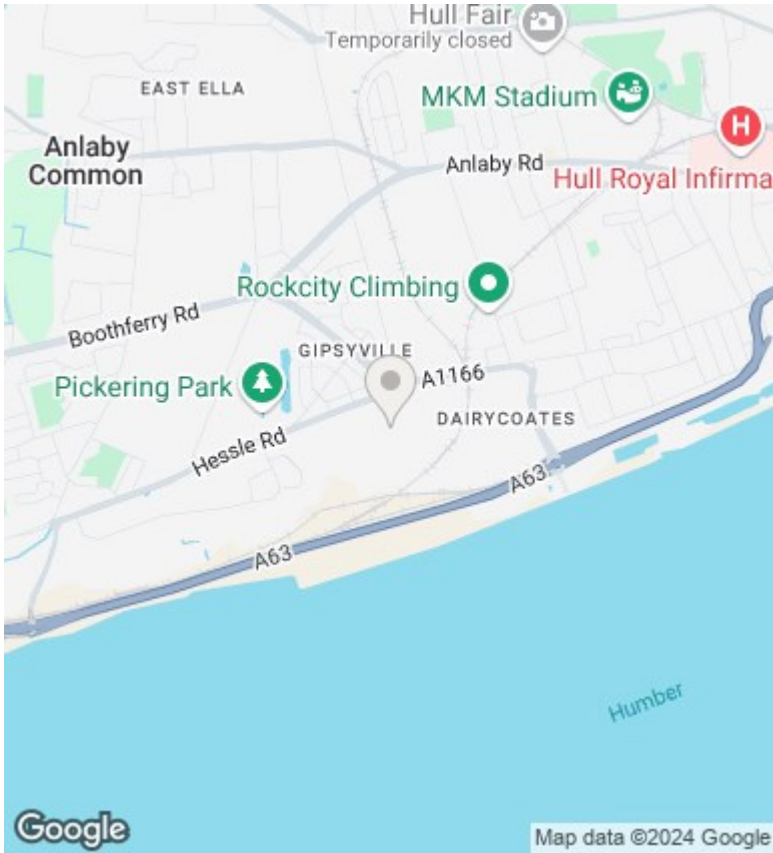 Hull Fair
Temporarily closed
EAST ELLA
MKM Stadium
H
Anlaby
Common
Anlaby Rd
Hull Royal Infirma
Rockcity Climbing
Boothferry Rd
GIPSYVILLE
Pickering Park
A1166
DAIRYCOATES
Hessle Rd
A63
A63
Humber
Google
Map data ©2024 Google